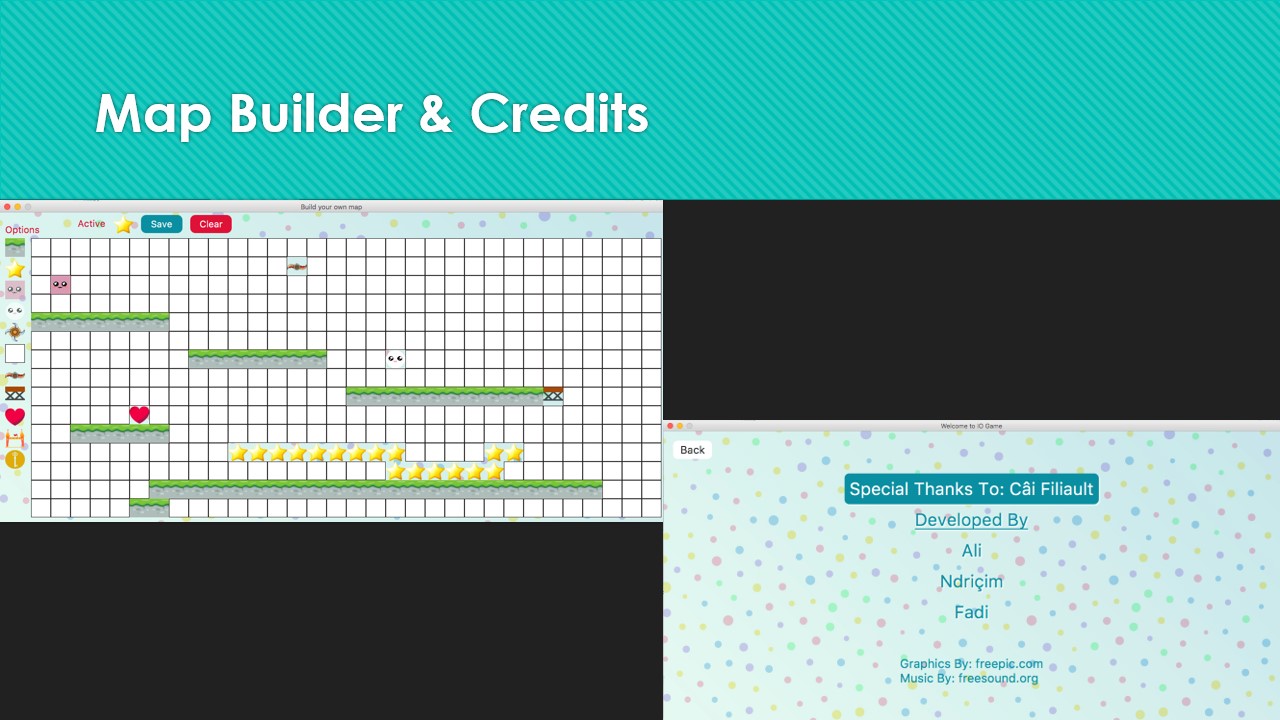 Map Builder & Credits
Build your own map
Options
Active
Save
Clear
Welcome to IO Game
Back
Special Thanks To: Câi Filiault
Developed By
Ali
Ndriçim
Fadi
Graphics By: freepic.com
Music By: freesound.org